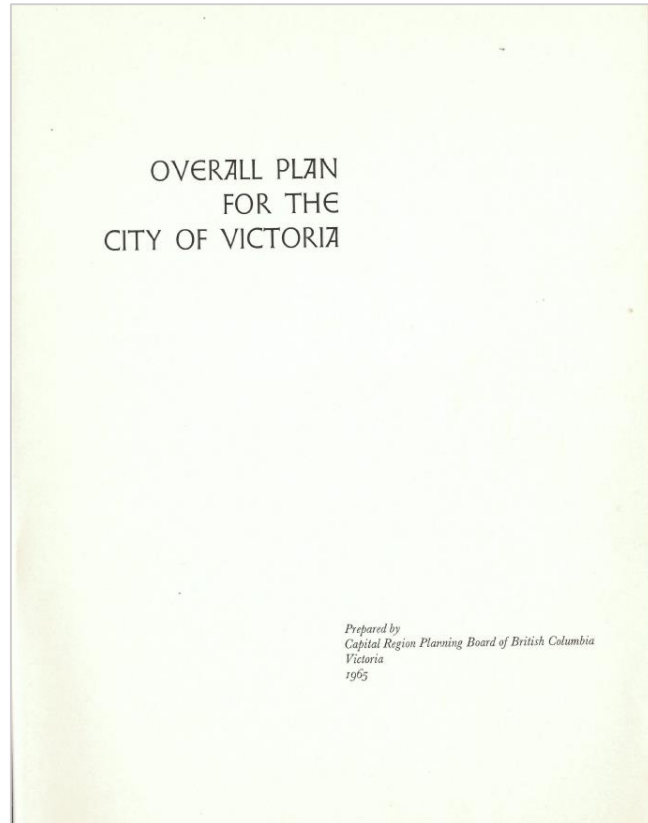 OVERALL PLAN
FOR THE
CITY OF VICTORIA
Prepared by
Capital Region Planning Board of British Columbia
Victoria
1965